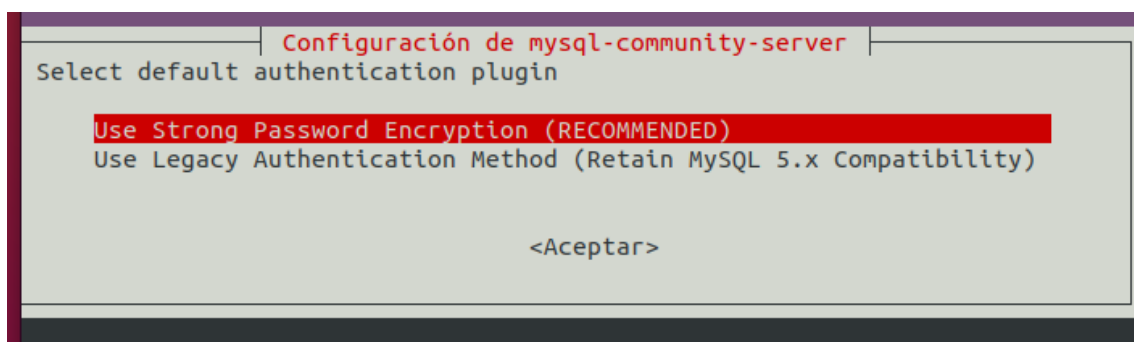 Configuración de mysql-community-server
Select default authentication plugin
Use Strong Password Encryption (RECOMMENDED)
Use Legacy Authentication Method (Retain MySQL 5.x Compatibility)
<Aceptar>